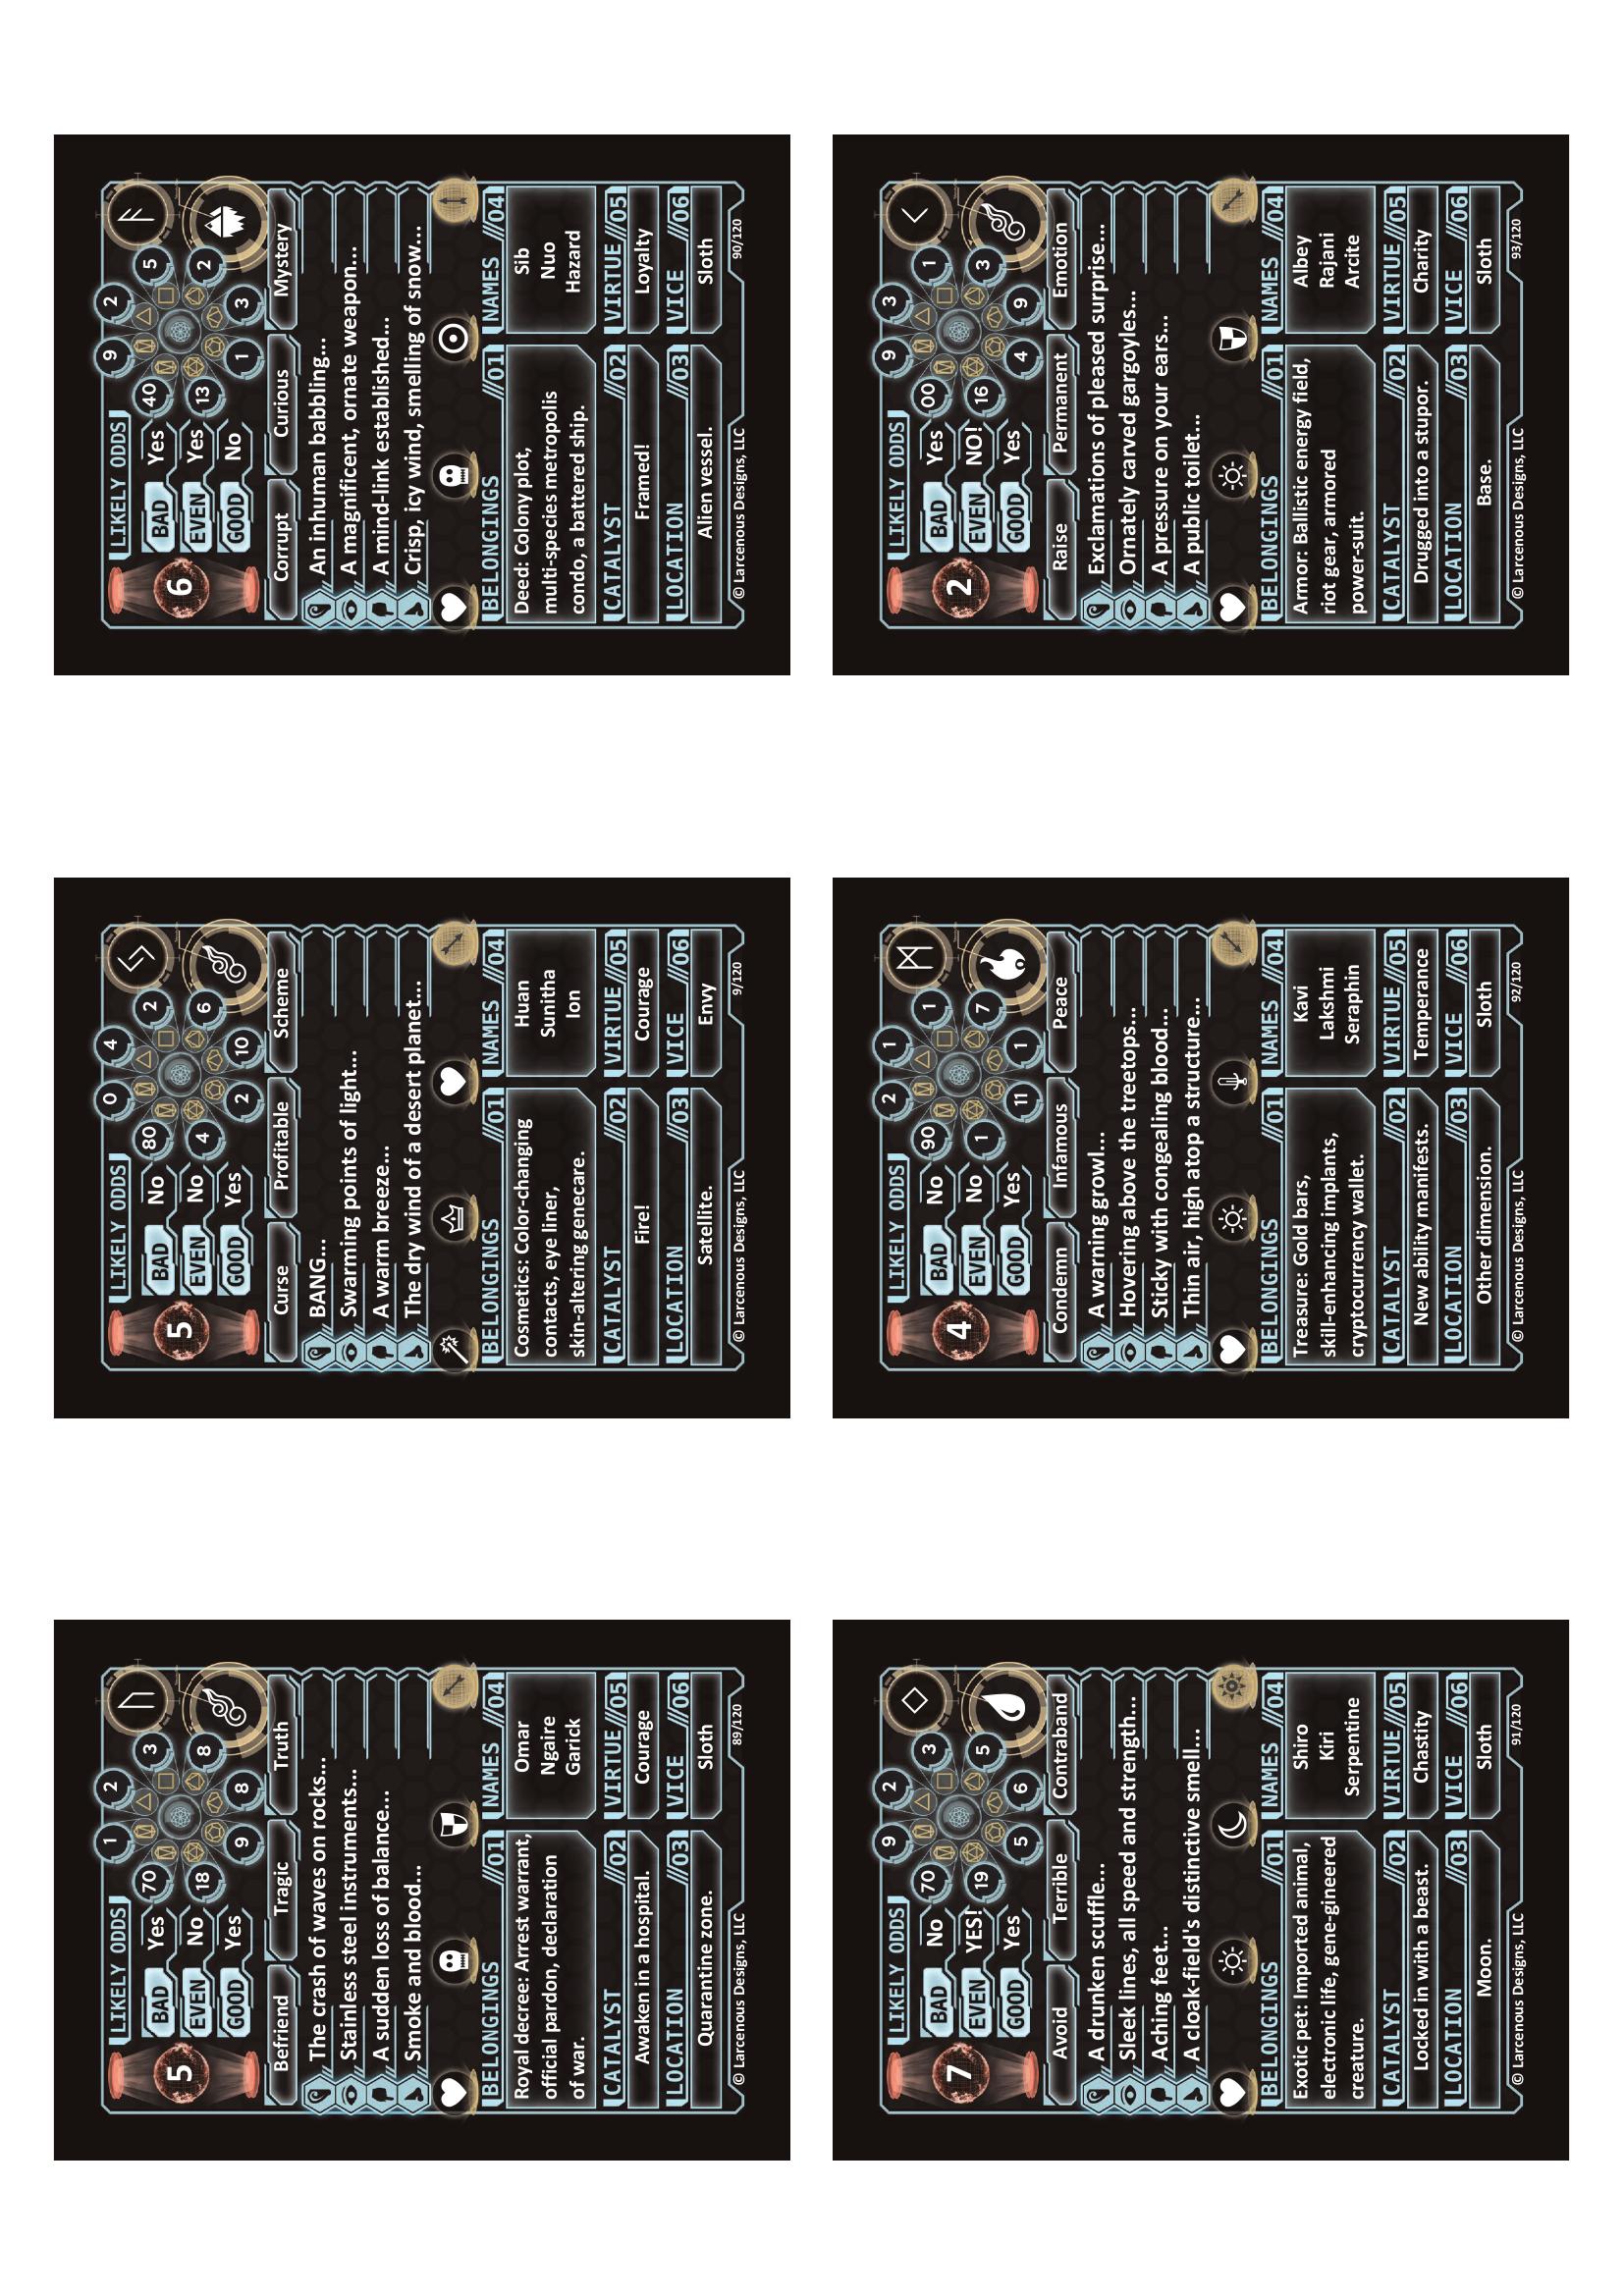 LIKELY ODDS 1 2
5 BAD Yes 70 3
EVEN No 18 8
GOOD Yes 9 8
Befriend Tragic Truth
The crash of waves on rocks...
Stainless steel instruments...
A sudden loss of balance...
Smoke and blood...
BELONGINGS //01 NAMES //04
Royal decree: Arrest warrant,
official pardon, declaration
of war.
Omar
Ngaire
Garick
CATALYST //02 VIRTUE //05
Awaken in a hospital. Courage
LOCATION //03 VICE //06
Quarantine zone. Sloth
© Larcenous Designs, LLC 89/120
LIKELY ODDS 0 4
5 BAD No 80 2
EVEN No 4 6
GOOD Yes 2 10
Curse Profitable Scheme
BANG...
Swarming points of light...
A warm breeze...
The dry wind of a desert planet...
BELONGINGS //01 NAMES //04
Cosmetics: Color-changing
contacts, eye liner,
skin-altering genecare.
Huan
Sunitha
Ion
CATALYST //02 VIRTUE //05
Fire! Courage
LOCATION //03 VICE //06
Satellite. Envy
© Larcenous Designs, LLC 9/120
LIKELY ODDS 9 2
6 BAD Yes 40 5
EVEN Yes 13 2
GOOD No 1 3
Corrupt Curious Mystery
An inhuman babbling...
A magnificent, ornate weapon...
A mind-link established...
Crisp, icy wind, smelling of snow...
BELONGINGS //01 NAMES //04
Deed: Colony plot,
multi-species metropolis
condo, a battered ship.
Sib
Nuo
Hazard
CATALYST //02 VIRTUE //05
Framed! Loyalty
LOCATION //03 VICE //06
Alien vessel. Sloth
© Larcenous Designs, LLC 90/120
LIKELY ODDS 9 2
7 BAD No 70 3
EVEN YES! 19 5
GOOD Yes 5 6
Avoid Terrible Contraband
A drunken scuffle...
Sleek lines, all speed and strength...
Aching feet...
A cloak-field's distinctive smell...
BELONGINGS //01 NAMES //04
Exotic pet: Imported animal,
electronic life, gene-gineered
creature.
Shiro
Kiri
Serpentine
CATALYST //02 VIRTUE //05
Locked in with a beast. Chastity
LOCATION //03 VICE //06
Moon. Sloth
© Larcenous Designs, LLC 91/120
LIKELY ODDS 2 1
4 BAD No 90 1
EVEN No 1 7
GOOD Yes 11 1
Condemn Infamous Peace
A warning growl...
Hovering above the treetops...
Sticky with congealing blood...
Thin air, high atop a structure...
BELONGINGS //01 NAMES //04
Treasure: Gold bars,
skill-enhancing implants,
cryptocurrency wallet.
Kavi
Lakshmi
Seraphin
CATALYST //02 VIRTUE //05
New ability manifests. Temperance
LOCATION //03 VICE //06
Other dimension. Sloth
© Larcenous Designs, LLC 92/120
LIKELY ODDS 9 3
2 BAD Yes 00 1
EVEN NO! 16 3
GOOD Yes 4 9
Raise Permanent Emotion
Exclamations of pleased surprise...
Ornately carved gargoyles...
A pressure on your ears...
A public toilet...
BELONGINGS //01 NAMES //04
Armor: Ballistic energy field,
riot gear, armored
power-suit.
Albey
Rajani
Arcite
CATALYST //02 VIRTUE //05
Drugged into a stupor. Charity
LOCATION //03 VICE //06
Base. Sloth
© Larcenous Designs, LLC 93/120